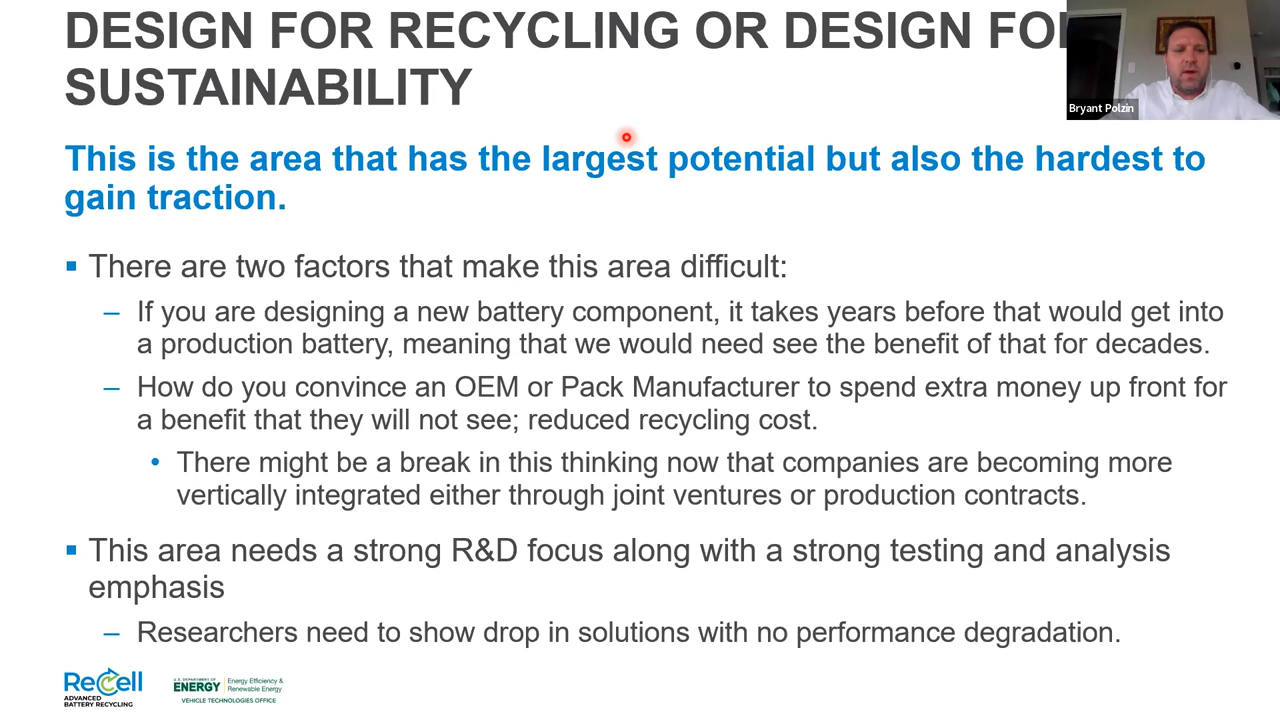 DESIGN FOR RECYCLING OR DESIGN FO
SUSTAINABILITY
Bryant Polzin
This is the area that has the largest potential but also the hardest to
gain traction.
▪ There are two factors that make this area difficult:
– If you are designing a new battery component, it takes years before that would get into
a production battery, meaning that we would need see the benefit of that for decades.
– How do you convince an OEM or Pack Manufacturer to spend extra money up front for
a benefit that they will not see; reduced recycling cost.
• There might be a break in this thinking now that companies are becoming more
vertically integrated either through joint ventures or production contracts.
▪ This area needs a strong R&D focus along with a strong testing and analysis
emphasis
– Researchers need to show drop in solutions with no performance degradation.
ReCell
ADVANCED
BATTERY RECYCLING
U.S. DEPARTMENT OF
ENERGY
Energy Efficiency &
Renewable Energy
VEHICLE TECHNOLOGIES OFFICE